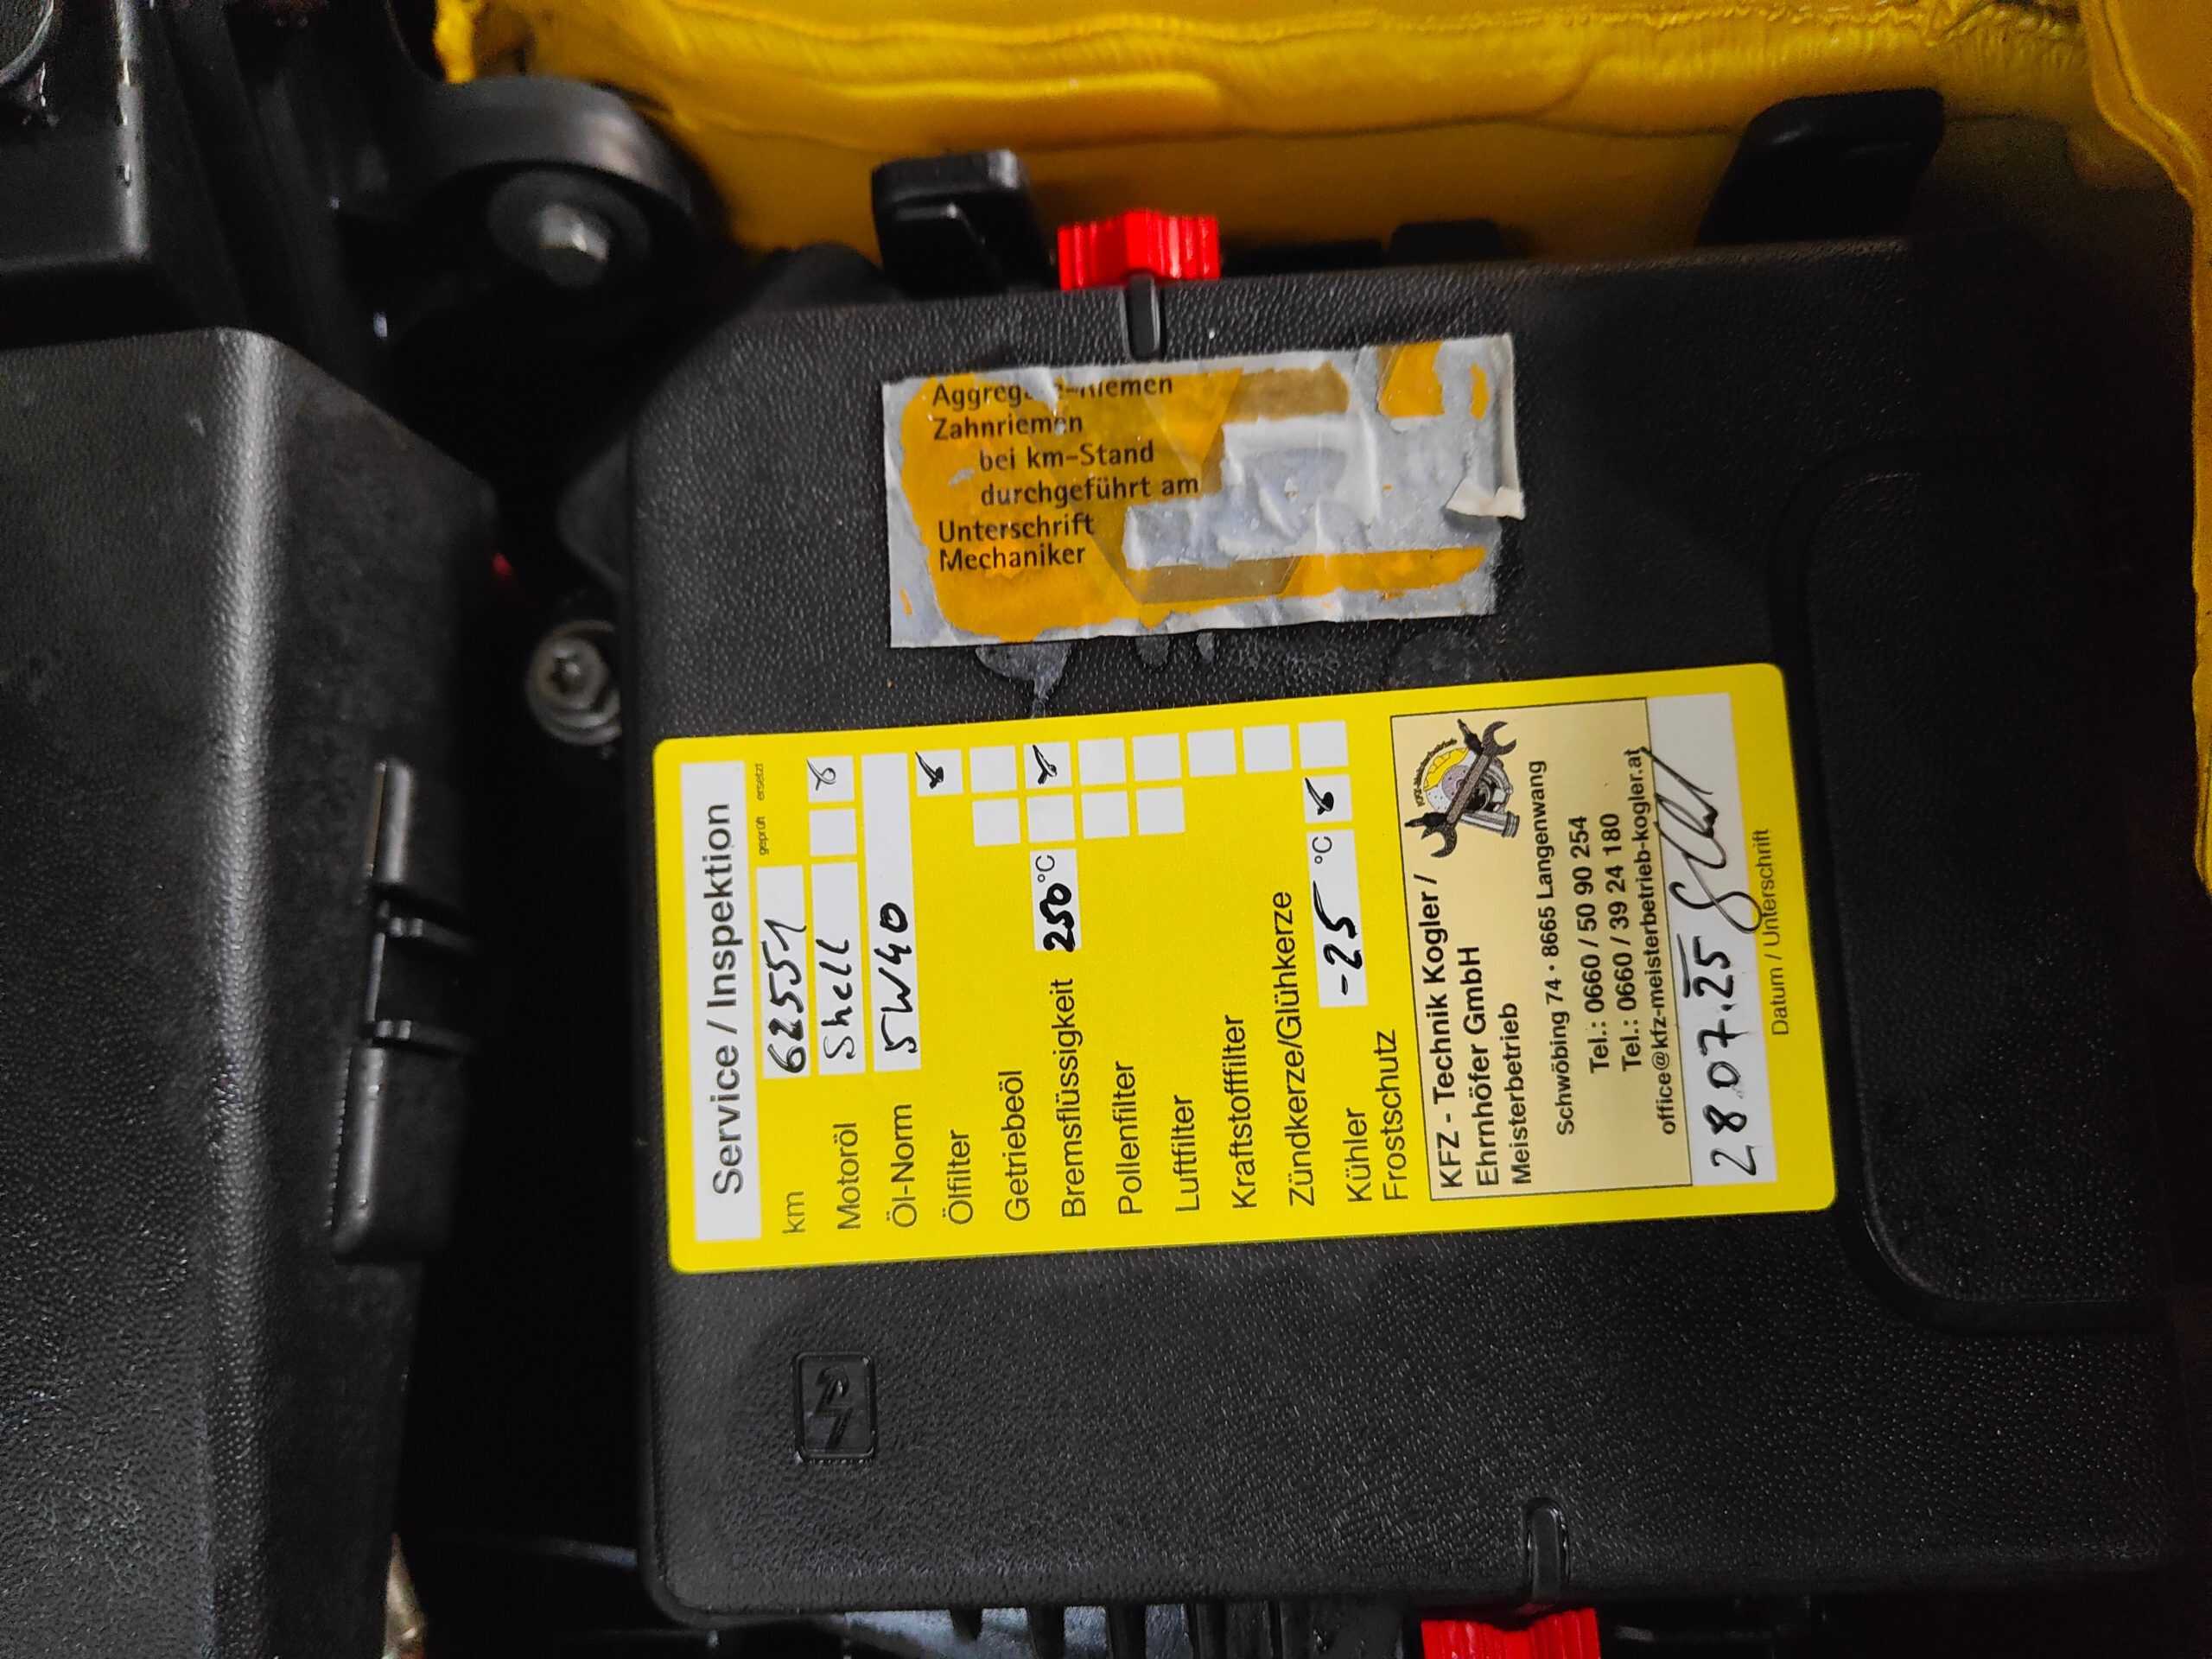 Aggreg
Zahnriemen
bei km-Stand
durchgeführt am
Unterschrift
Mechaniker
Service / Inspektion
geprüft ersetzt
km 62551
Motoröl Shell
Öl-Norm 5W40
Ölfilter
Getriebeöl
Bremsflüssigkeit 250 °C
Pollenfilter
Luftfilter
Kraftstofffilter
Zündkerze/Glühkerze
Kühler -25 °C
Frostschutz
KFZ - Technik Kogler /
Ehrnhöfer GmbH
Meisterbetrieb
Schwöbing 74 • 8665 Langenwang
Tel.: 0660 / 50 90 254
Tel.: 0660 / 39 24 180
office@kfz-meisterbetrieb-kogler.at
28.07.25
Datum / Unterschrift